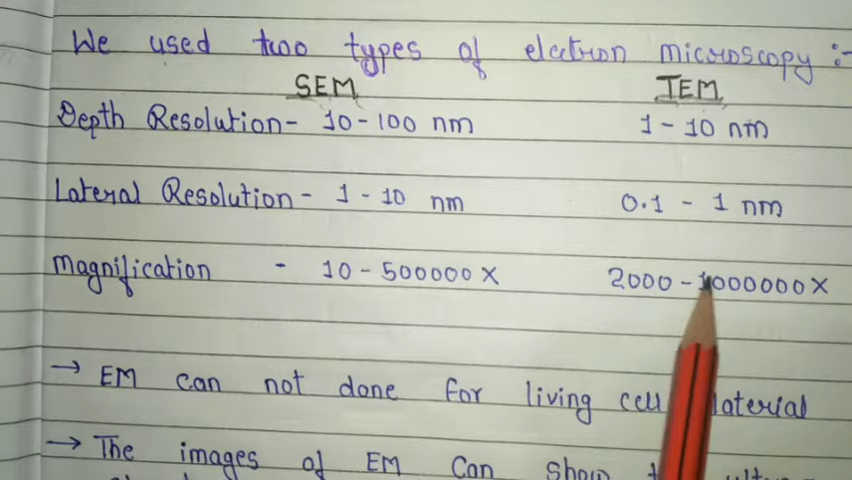 We used two types of electron microscopy :-
SEM TEM
Depth Resolution - 10 - 100 nm 1 - 10 nm
Lateral Resolution - 1 - 10 nm 0.1 - 1 nm
Magnification - 10 - 500000 X 2000 - 1000000 X
→ EM can not done for living cell
→ The images of EM Can show